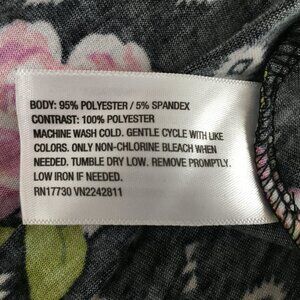 BODY: 95% POLYESTER / 5% SPANDEX
CONTRAST: 100% POLYESTER
MACHINE WASH COLD. GENTLE CYCLE WITH LIKE
COLORS. ONLY NON-CHLORINE BLEACH WHEN
NEEDED. TUMBLE DRY LOW. REMOVE PROMPTLY.
LOW IRON IF NEEDED.
RN17730 VN2242811